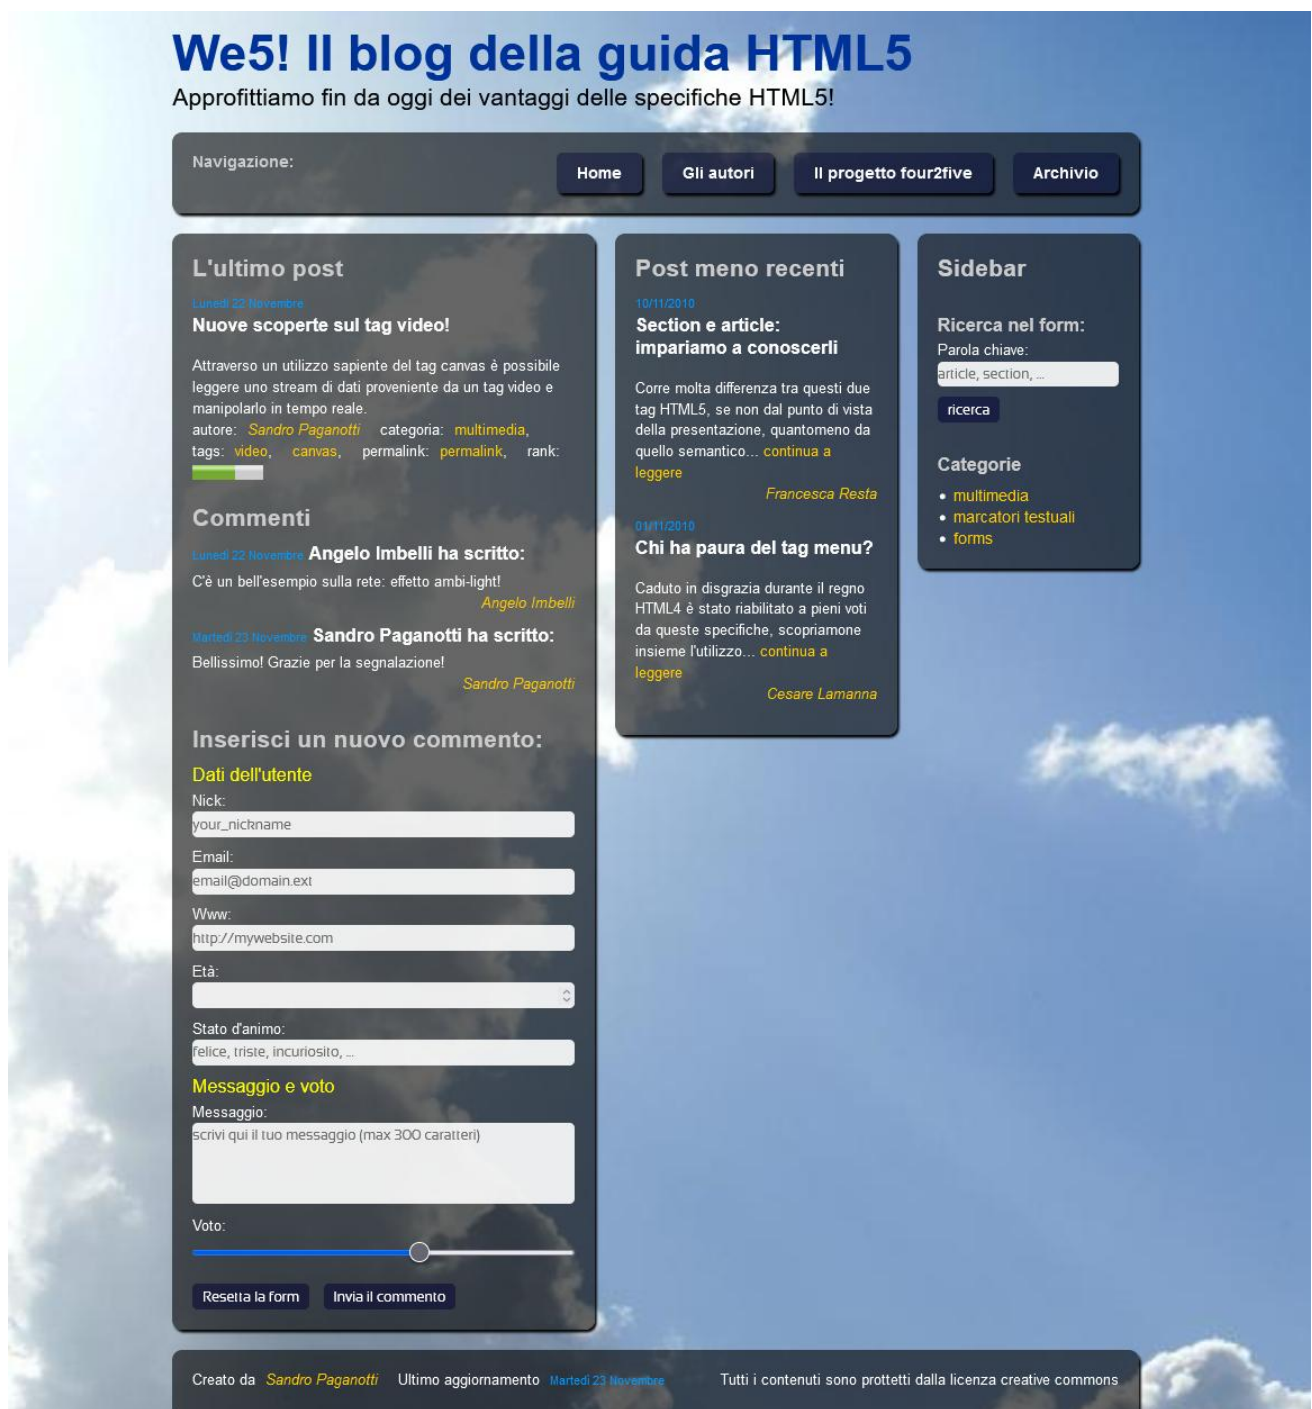 We5! Il blog della guida HTML5
Approfittiamo fin da oggi dei vantaggi delle specifiche HTML5!
Navigazione:
Home
Gli autori
Il progetto four2five
Archivio
L'ultimo post
Lunedì 22 Novembre
Nuove scoperte sul tag video!
Attraverso un utilizzo sapiente del tag canvas è possibile
leggere uno stream di dati proveniente da un tag video e
manipolarlo in tempo reale.
autore: Sandro Paganotti categoria: multimedia,
tags: video, canvas, permalink: permalink, rank:
Commenti
Lunedì 22 Novembre Angelo Imbelli ha scritto:
C'è un bell'esempio sulla rete: effetto ambi-light!
Angelo Imbelli
Martedì 23 Novembre Sandro Paganotti ha scritto:
Bellissimo! Grazie per la segnalazione!
Sandro Paganotti
Inserisci un nuovo commento:
Dati dell'utente
Nick:
your_nickname
Email:
email@domain.ext
Www:
http://mywebsite.com
Età:
Stato d'animo:
felice, triste, incuriosito, ...
Messaggio e voto
Messaggio:
scrivi qui il tuo messaggio (max 300 caratteri)
Voto:
Resetta la form
Invia il commento
Post meno recenti
10/11/2010
Section e article:
impariamo a conoscerli
Corre molta differenza tra questi due
tag HTML5, se non dal punto di vista
della presentazione, quantomeno da
quello semantico... continua a
leggere
Francesca Resta
01/11/2010
Chi ha paura del tag menu?
Caduto in disgrazia durante il regno
HTML4 è stato riabilitato a pieni voti
da queste specifiche, scopriamone
insieme l'utilizzo... continua a
leggere
Cesare Lamanna
Sidebar
Ricerca nel form:
Parola chiave:
article, section, ...
ricerca
Categorie
• multimedia
• marcatori testuali
• forms
Creato da Sandro Paganotti Ultimo aggiornamento Martedì 23 Novembre Tutti i contenuti sono prottetti dalla licenza creative commons